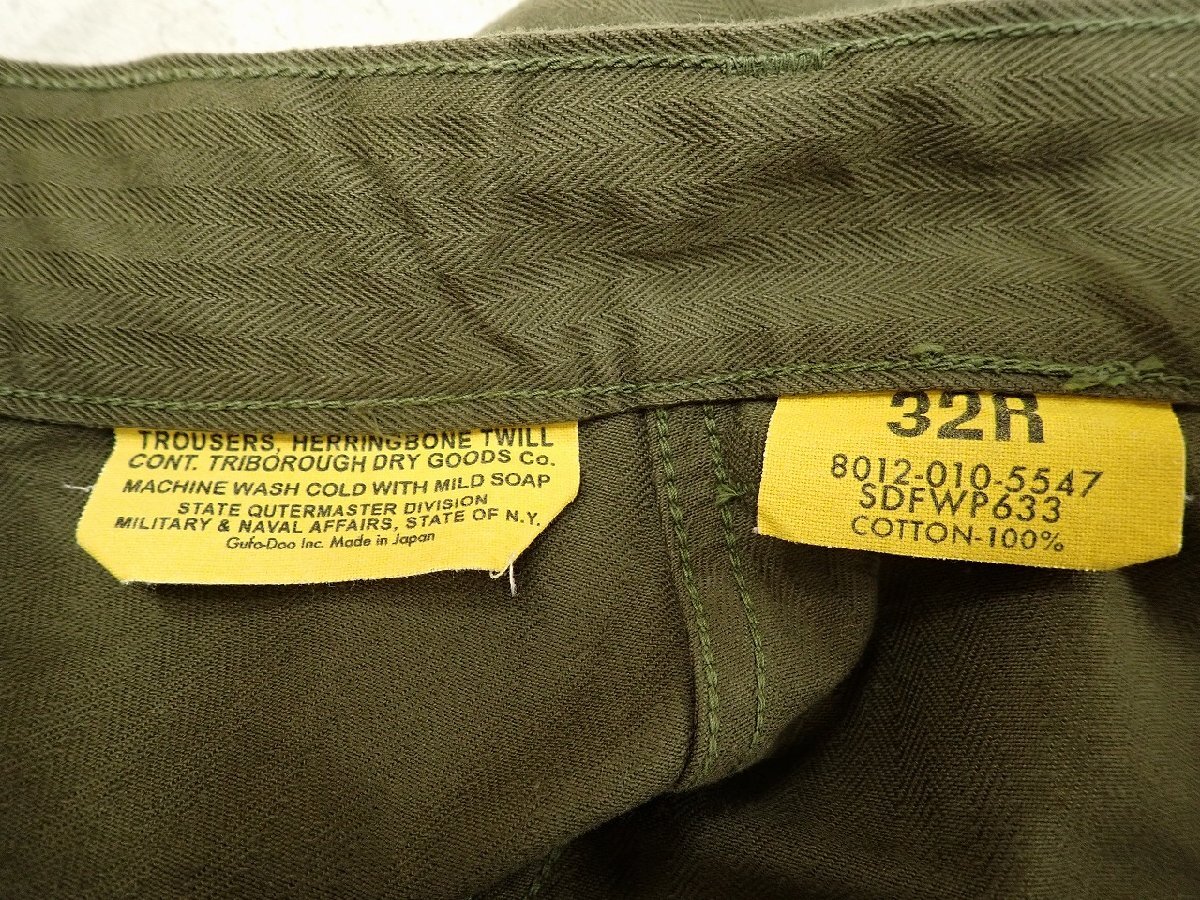 TROUSERS, HERRINGBONE TWILL
CONT. TRIBOROUGH DRY GOODS Co.
MACHINE WASH COLD WITH MILD SOAP
STATE QUTERMASTER DIVISION
MILITARY & NAVAL AFFAIRS, STATE OF N.Y.
Gufo-Doo Inc. Made in Japan
32R
8012-010-5547
SDFWP633
COTTON-100%